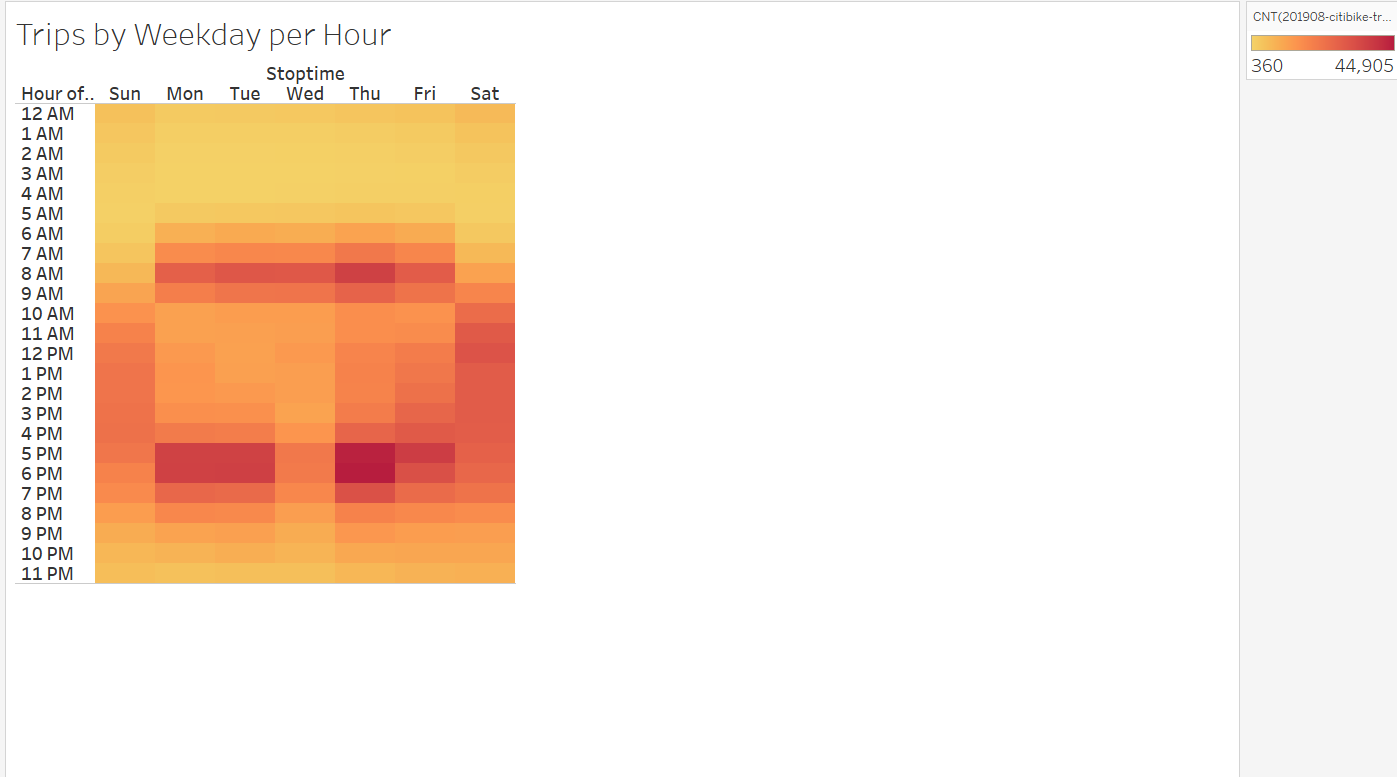 Trips by Weekday per Hour
CNT(201908-citibike-tr...
360 44,905
Stoptime
Hour of.. Sun Mon Tue Wed Thu Fri Sat
12 AM
1 AM
2 AM
3 AM
4 AM
5 AM
6 AM
7 AM
8 AM
9 AM
10 AM
11 AM
12 PM
1 PM
2 PM
3 PM
4 PM
5 PM
6 PM
7 PM
8 PM
9 PM
10 PM
11 PM